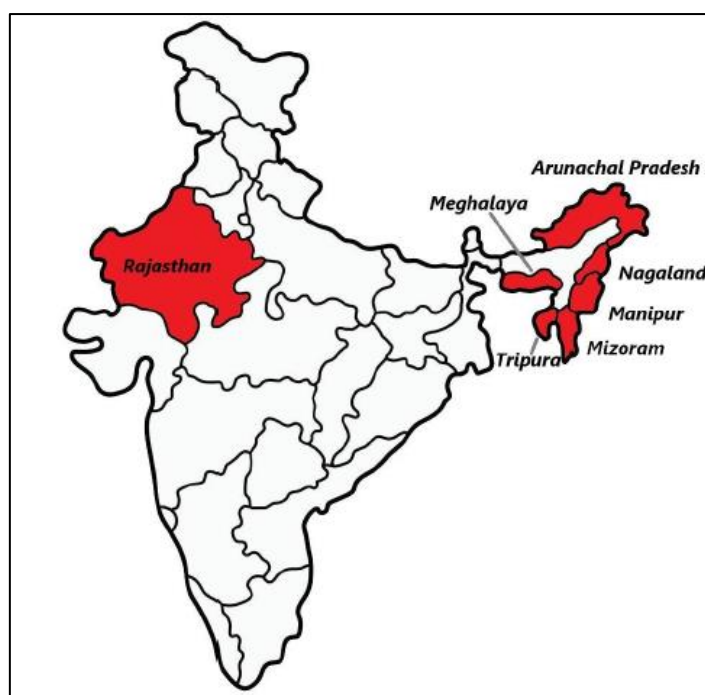 Arunachal Pradesh
Meghalaya
Rajasthan
Nagaland
Manipur
Tripura
Mizoram